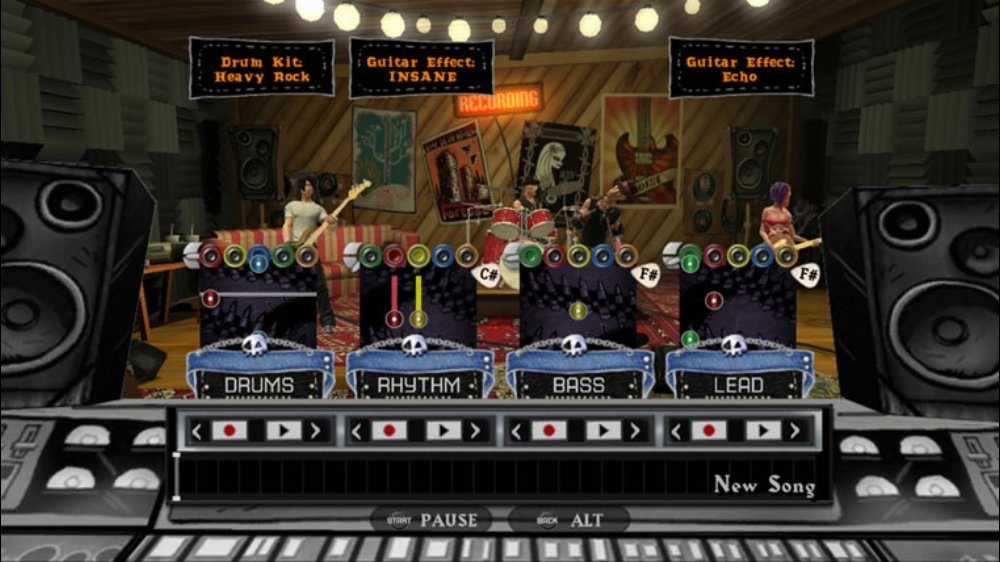 Drum Kit:
Heavy Rock
Guitar Effect:
INSANE
Guitar Effect:
Echo
RECORDING
C#
F#
F#
DRUMS
RHYTHM
BASS
LEAD
New Song
START PAUSE
BACK ALT